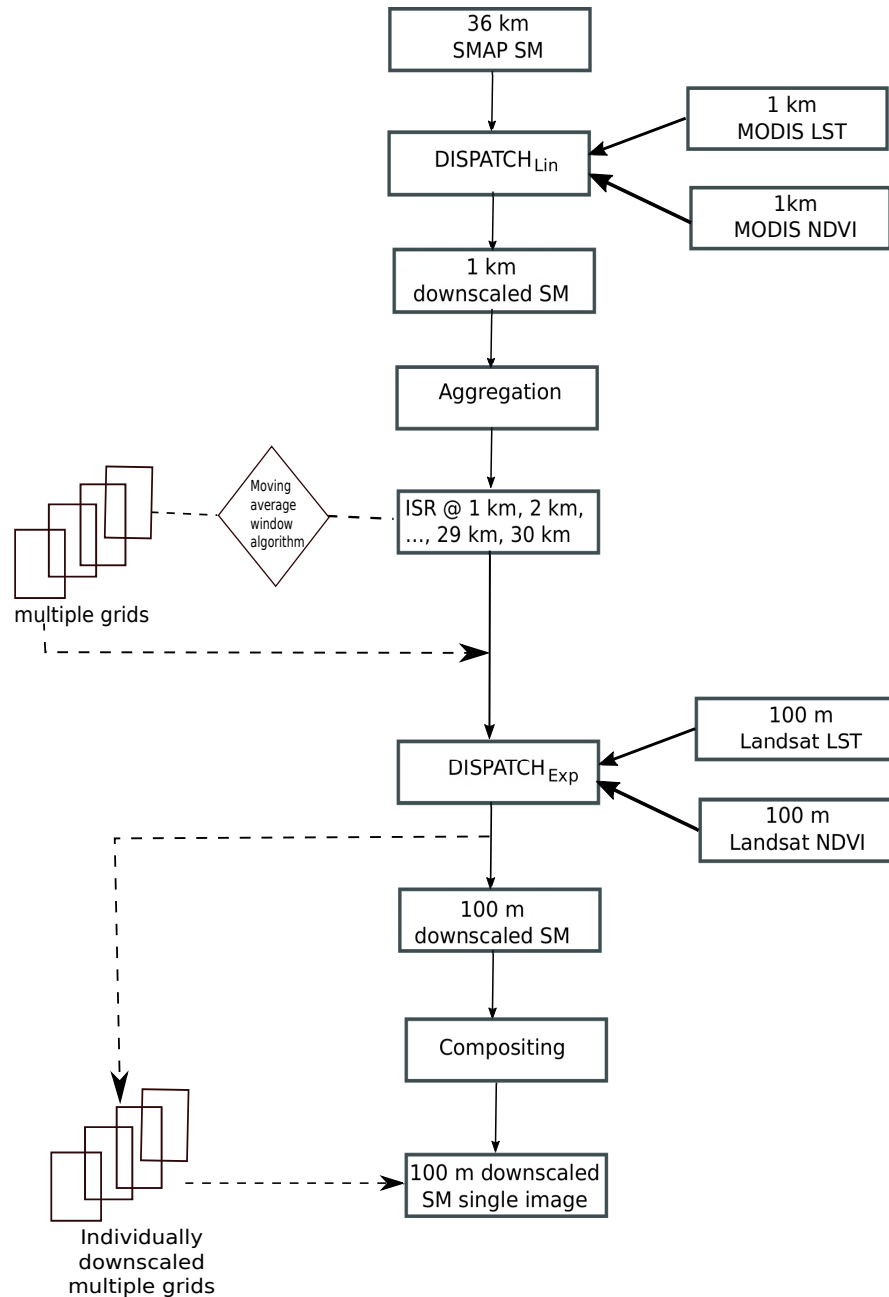 36 km
SMAP SM
1 km
MODIS LST
DISPATCH_Lin
1km
MODIS NDVI
1 km
downscaled SM
Aggregation
Moving
average
window
algorithm
ISR @ 1 km, 2 km,
..., 29 km, 30 km
multiple grids
100 m
Landsat LST
DISPATCH_Exp
100 m
Landsat NDVI
100 m
downscaled SM
Compositing
100 m downscaled
SM single image
Individually
downscaled
multiple grids